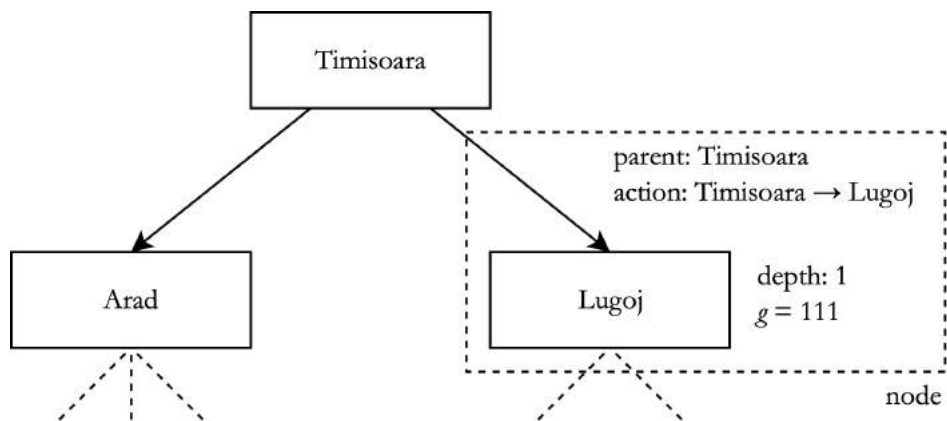 Timisoara
parent: Timisoara
action: Timisoara → Lugoj
Arad
Lugoj
depth: 1
g = 111
node